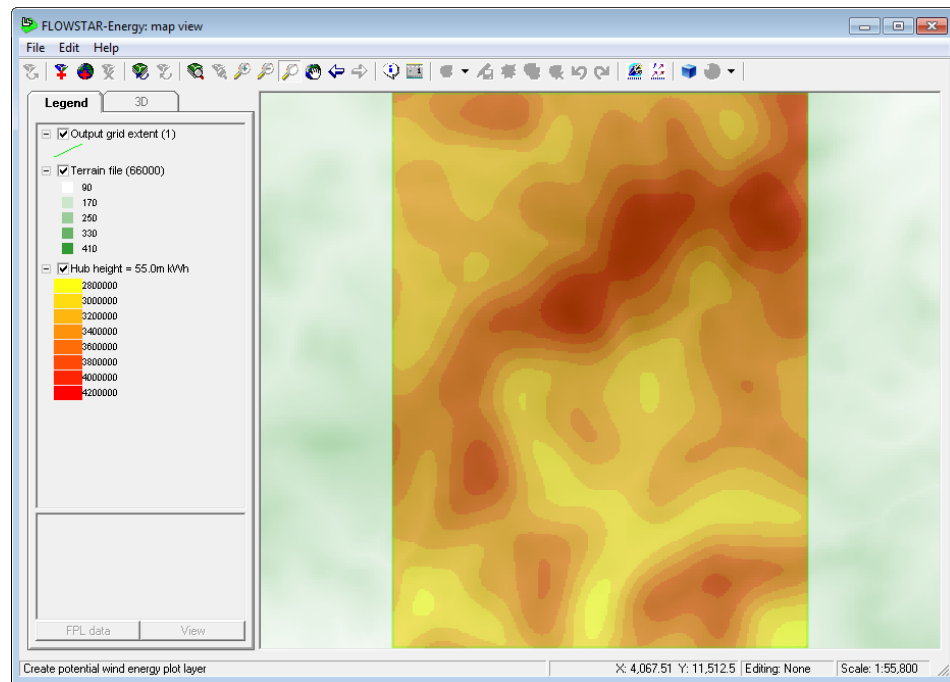 FLOWSTAR-Energy: map view
File Edit Help
Legend 3D
Output grid extent (1)
Terrain file (66000)
90
170
250
330
410
Hub height = 55.0m kWh
2800000
3000000
3200000
3400000
3600000
3800000
4000000
4200000
FPL data View
Create potential wind energy plot layer X: 4,067.51 Y: 11,512.5 Editing: None Scale: 1:55,800